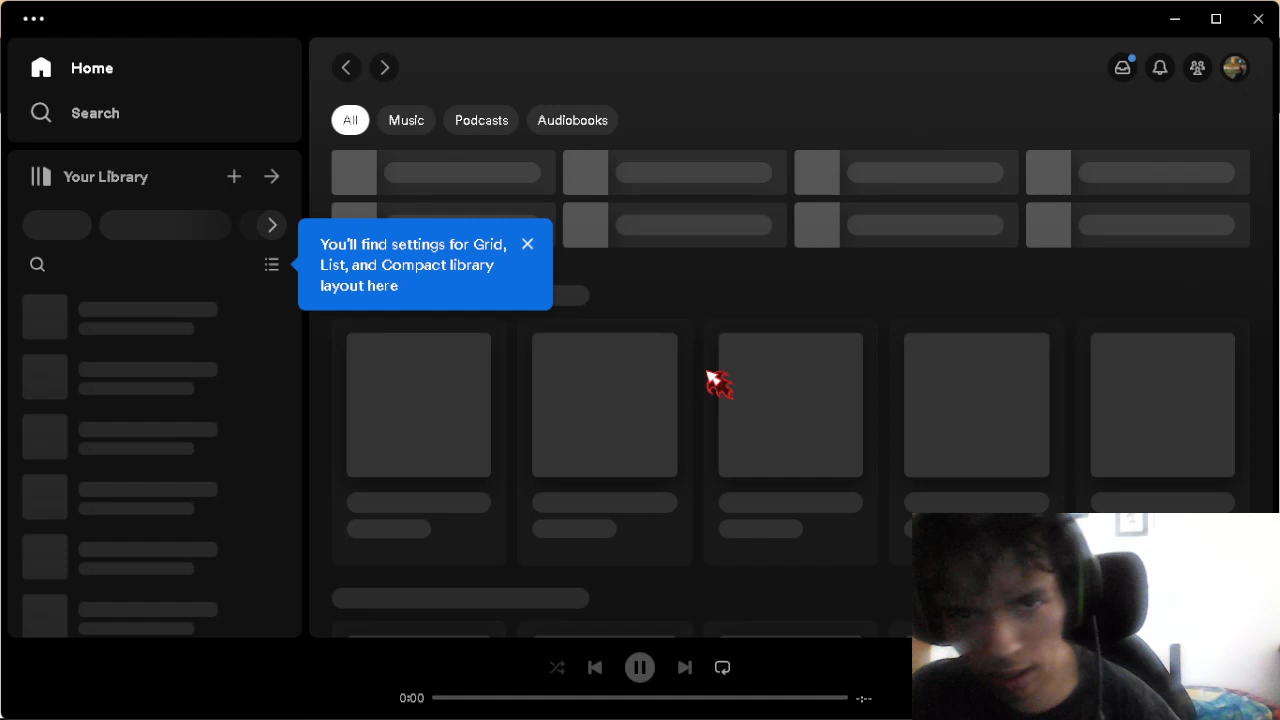 Home
Search
Your Library
All
Music
Podcasts
Audiobooks
You'll find settings for Grid,
List, and Compact library
layout here
0:00
-:--